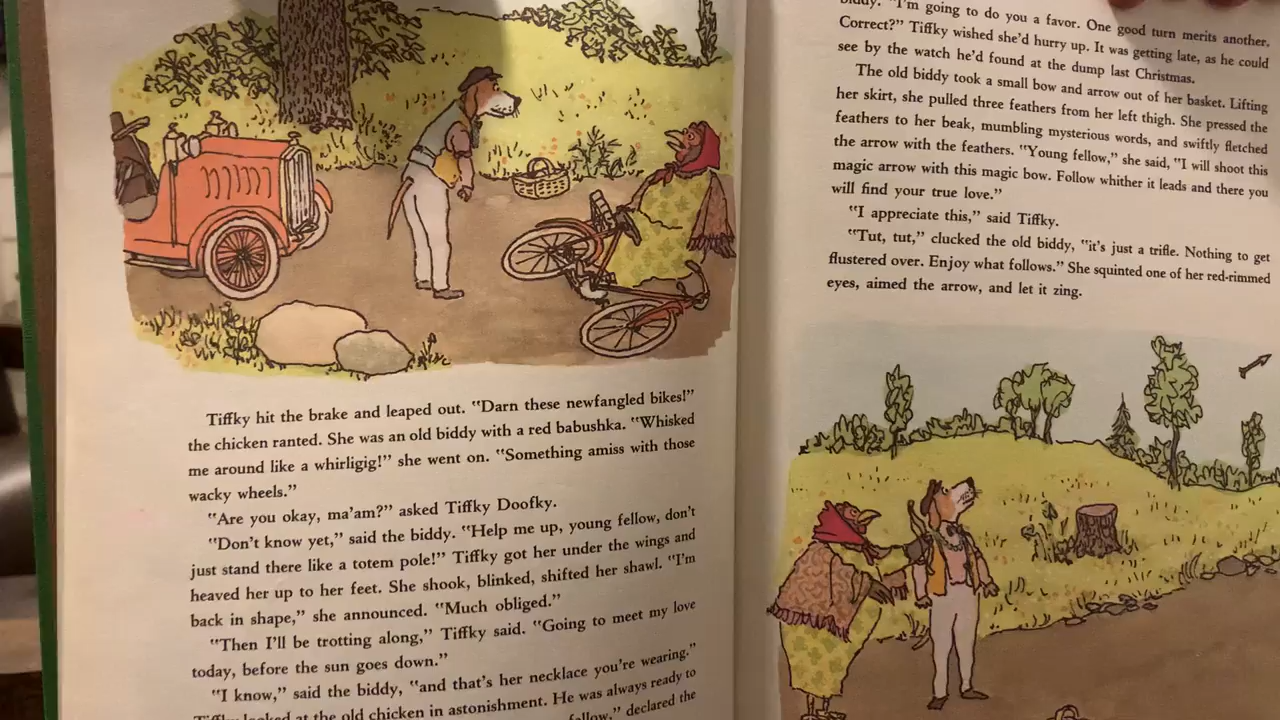 Tiffky hit the brake and leaped out. "Darn these newfangled bikes!"
the chicken ranted. She was an old biddy with a red babushka. "Whisked
me around like a whirligig!" she went on. "Something amiss with those
wacky wheels."
"Are you okay, ma'am?" asked Tiffky Doofky.
"Don't know yet," said the biddy. "Help me up, young fellow, don't
just stand there like a totem pole!" Tiffky got her under the wings and
heaved her up to her feet. She shook, blinked, shifted her shawl. "I'm
back in shape," she announced. "Much obliged."
"Then I'll be trotting along," Tiffky said. "Going to meet my love
today, before the sun goes down."
"I know," said the biddy, "and that's her necklace you're wearing."
Tiffky looked at the old chicken in astonishment. He was always ready to
fellow," declared the
biddy. "I'm going to do you a favor. One good turn merits another.
Correct?" Tiffky wished she'd hurry up. It was getting late, as he could
see by the watch he'd found at the dump last Christmas.
The old biddy took a small bow and arrow out of her basket. Lifting
her skirt, she pulled three feathers from her left thigh. She pressed the
feathers to her beak, mumbling mysterious words, and swiftly fletched
the arrow with the feathers. "Young fellow," she said, "I will shoot this
magic arrow with this magic bow. Follow whither it leads and there you
will find your true love."
"I appreciate this," said Tiffky.
"Tut, tut," clucked the old biddy, "it's just a trifle. Nothing to get
flustered over. Enjoy what follows." She squinted one of her red-rimmed
eyes, aimed the arrow, and let it zing.